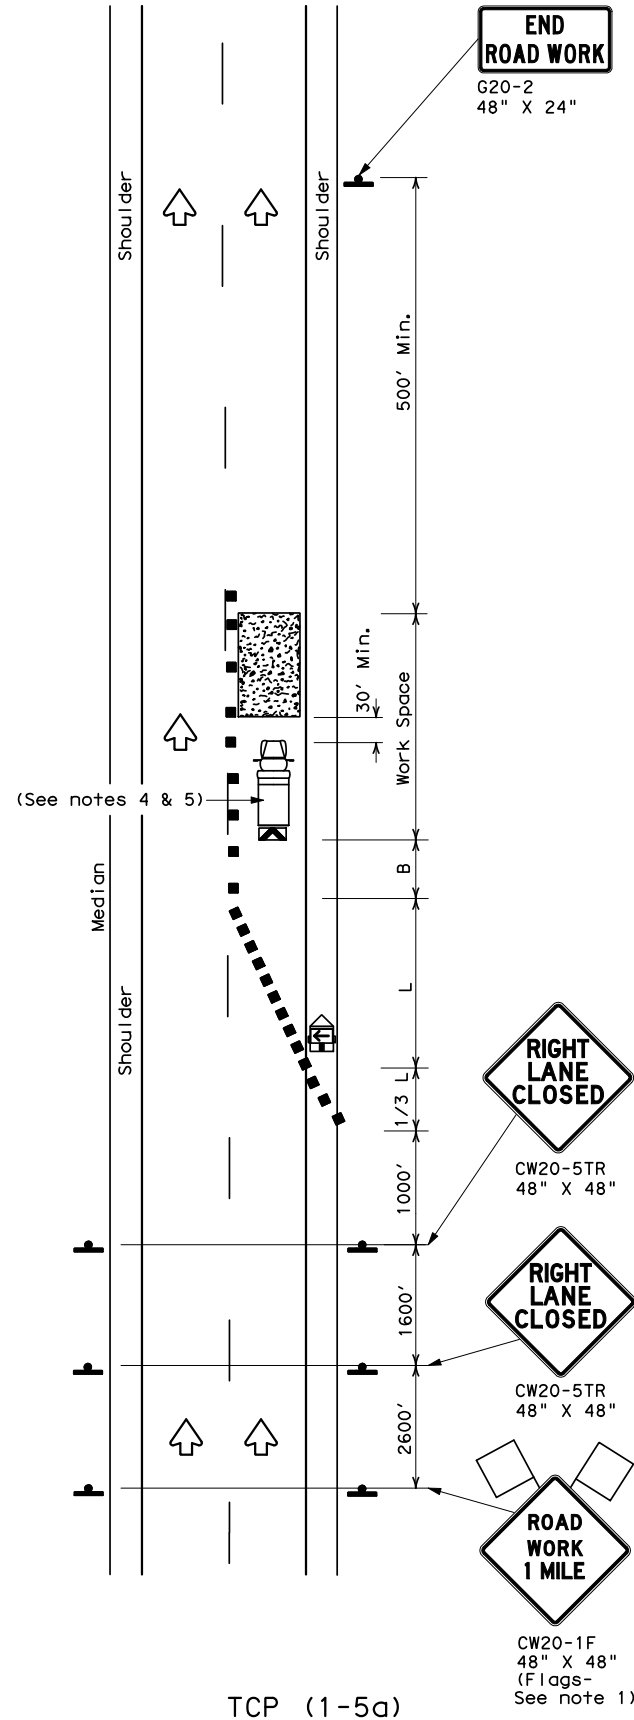 END
ROAD WORK
G20-2
48" X 24"
Shoulder
Shoulder
500' Min.
30' Min.
Work Space
(See notes 4 & 5)
B
Median
L
Shoulder
RIGHT
LANE
CLOSED
1/3 L
CW20-5TR
48" X 48"
1000'
RIGHT
LANE
CLOSED
1600'
CW20-5TR
48" X 48"
2600'
ROAD
WORK
1 MILE
CW20-1F
48" X 48"
(Flags-
See note 1)
TCP (1-5a)